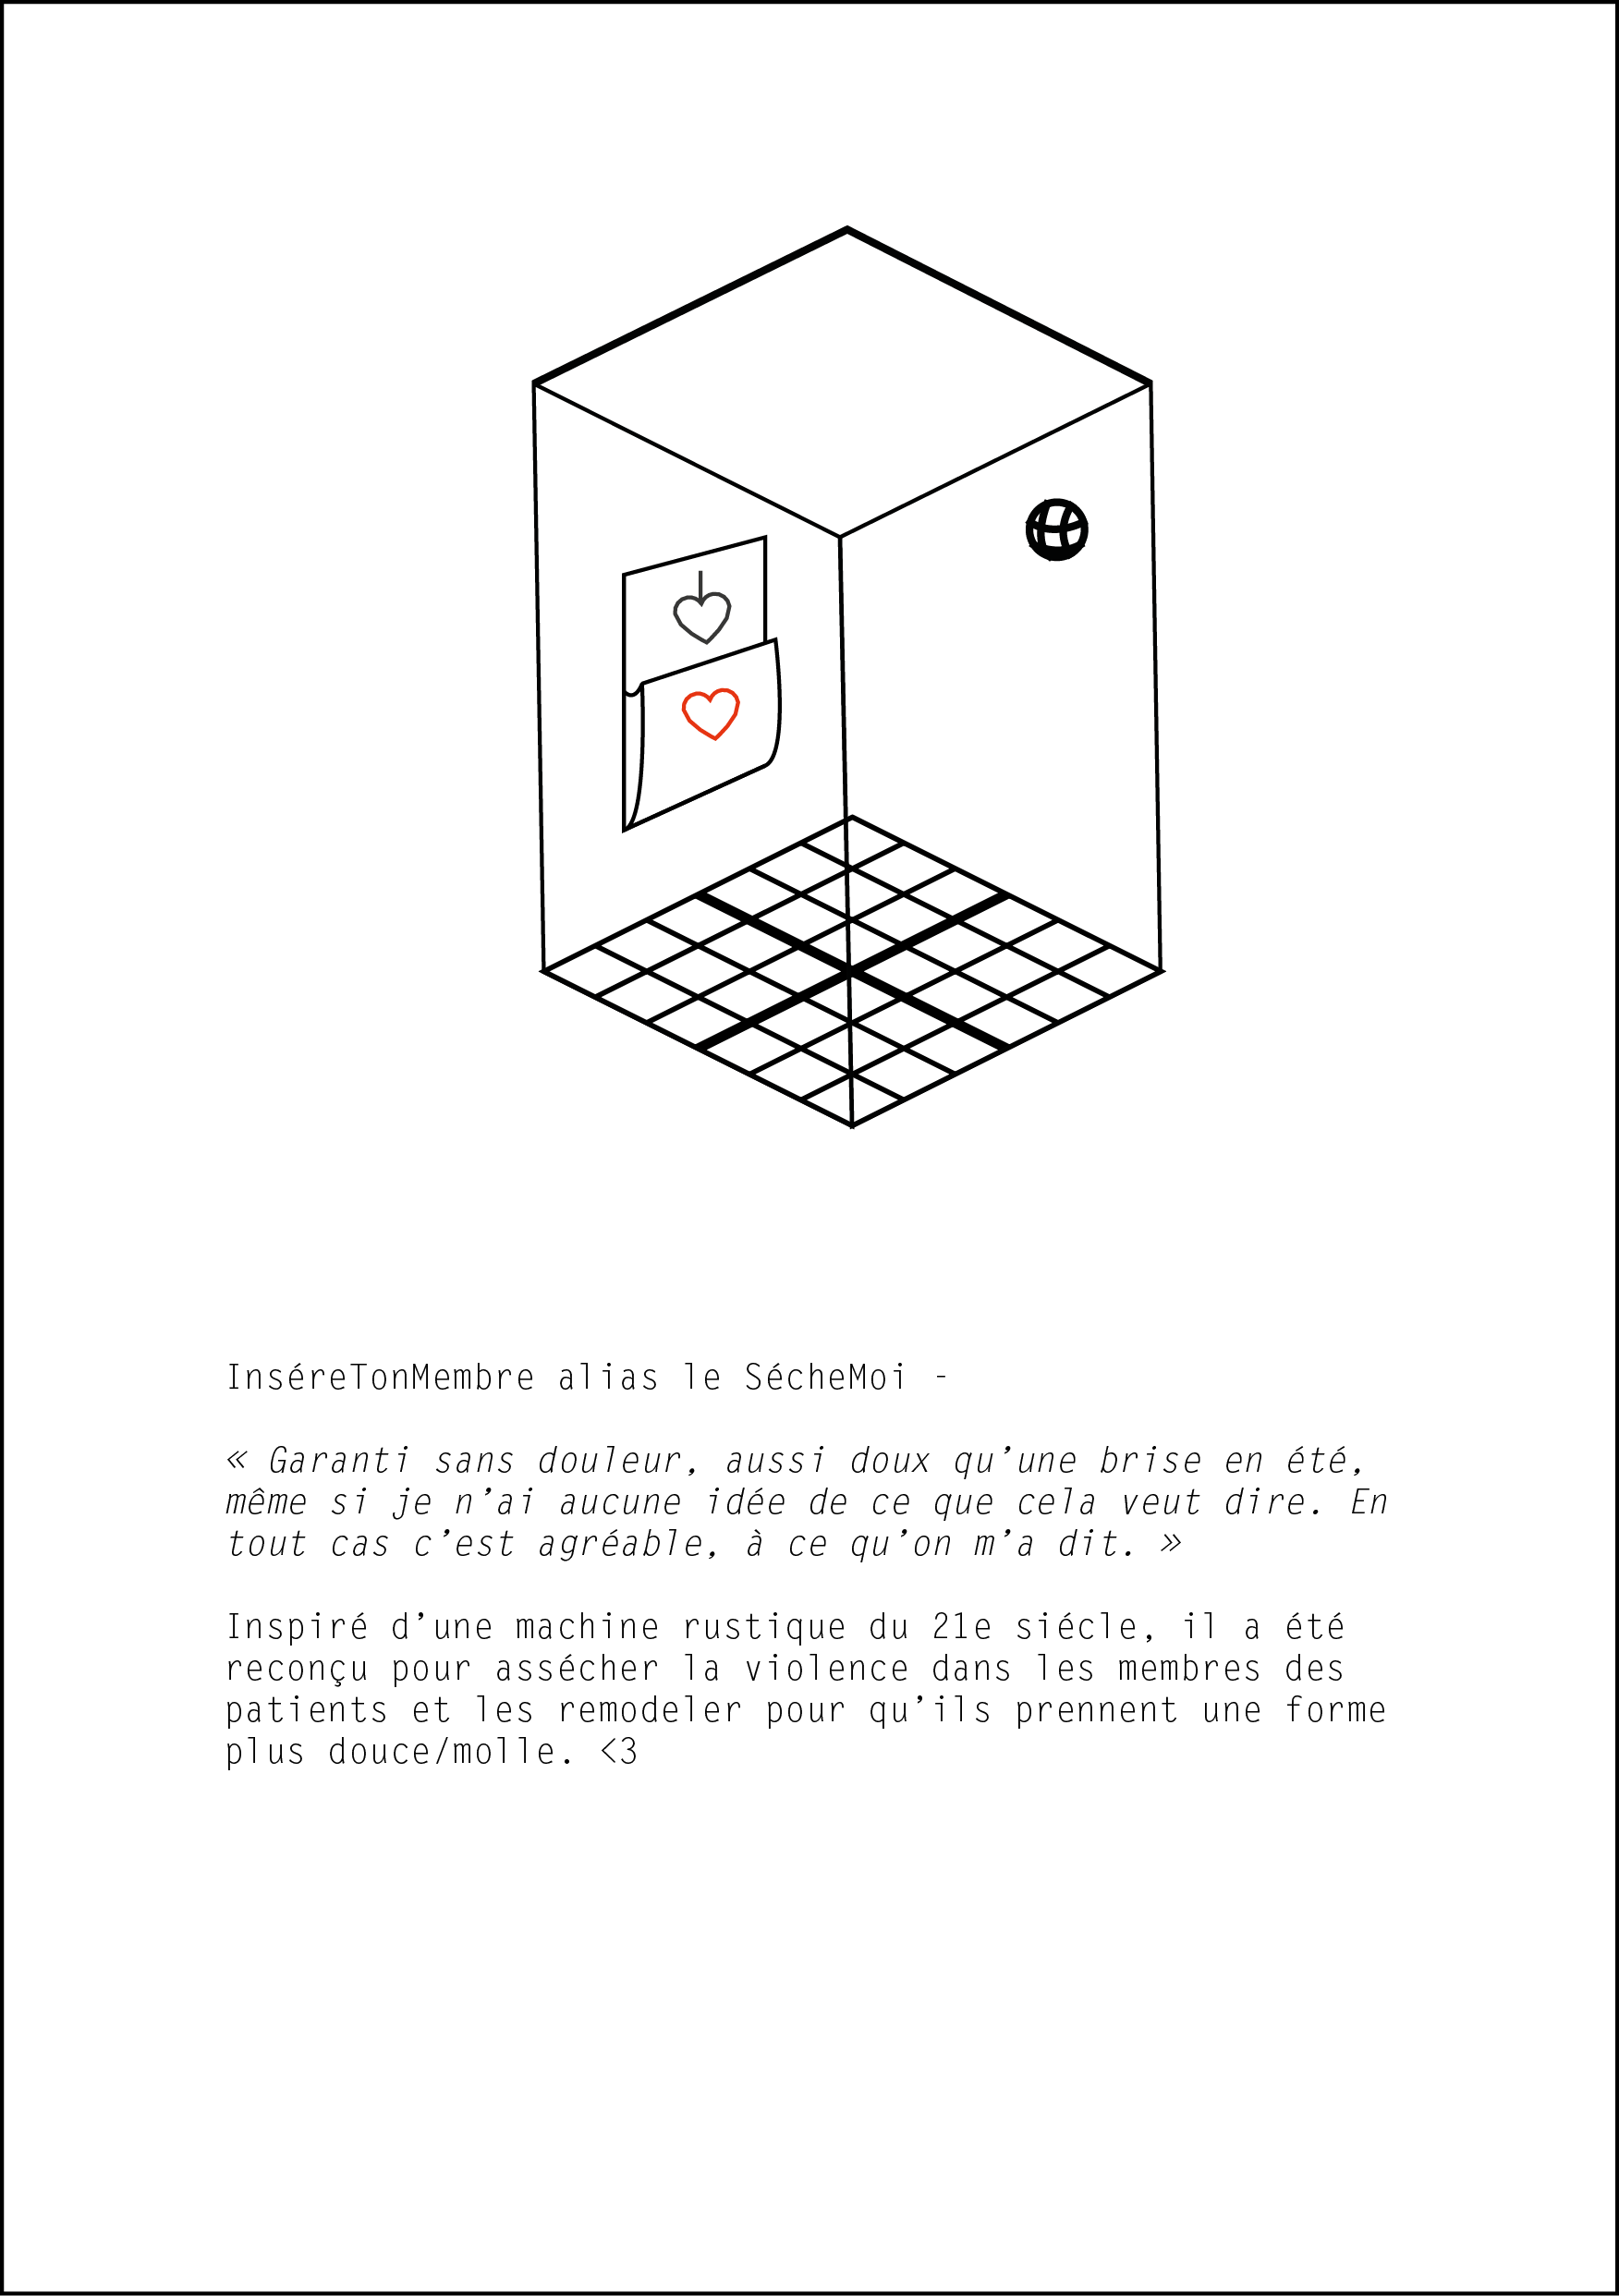 InséreTonMembre alias le SécheMoi -
« Garanti sans douleur, aussi doux qu’une brise en été,
même si je n’ai aucune idée de ce que cela veut dire. En
tout cas c’est agréable, à ce qu’on m’a dit. »
Inspiré d’une machine rustique du 21e siécle, il a été
reconçu pour assécher la violence dans les membres des
patients et les remodeler pour qu’ils prennent une forme
plus douce/molle. <3